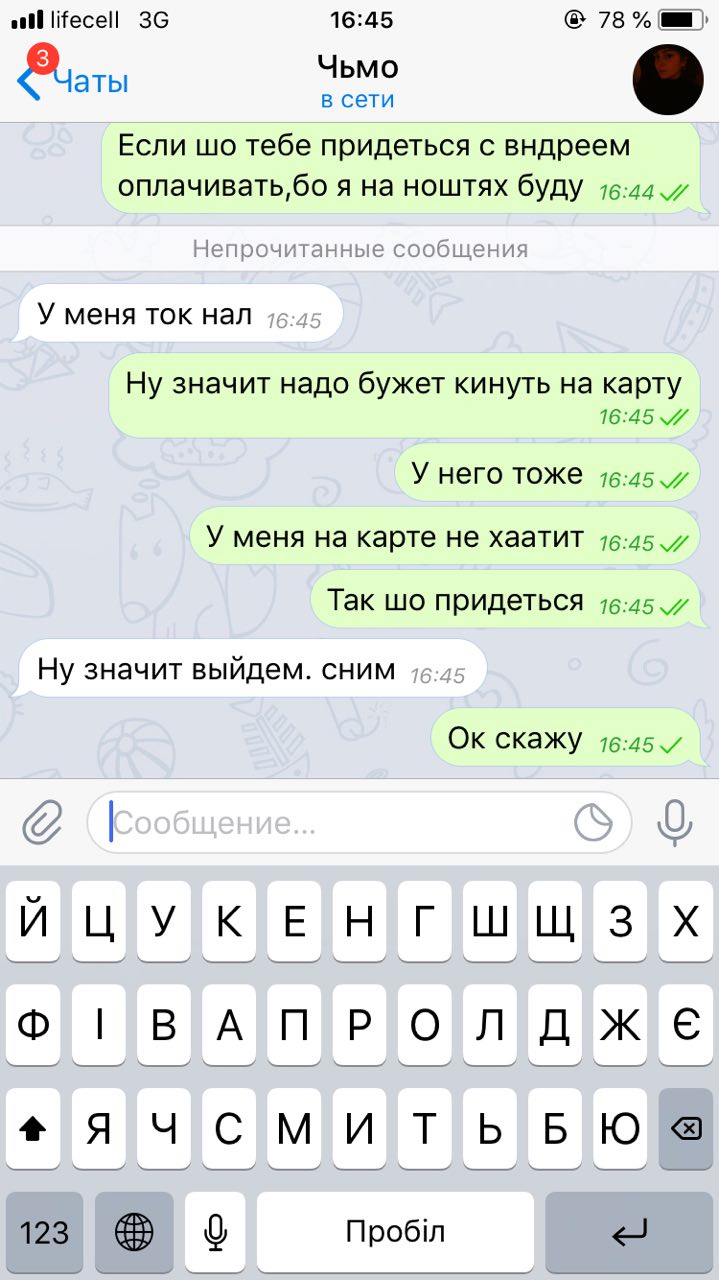 lifecell 3G 16:45 78 %
3
Чаты
Чьмо
в сети
Если шо тебе придеться с вндреем
оплачивать,бо я на ноштях буду 16:44
Непрочитанные сообщения
У меня ток нал 16:45
Ну значит надо бужет кинуть на карту
16:45
У него тоже 16:45
У меня на карте не хаатит 16:45
Так шо придеться 16:45
Ну значит выйдем. сним 16:45
Ок скажу 16:45
Сообщение...
Й Ц У К Е Н Г Ш Щ З Х
Ф І В А П Р О Л Д Ж Є
Я Ч С М И Т Ь Б Ю
123 Пробіл